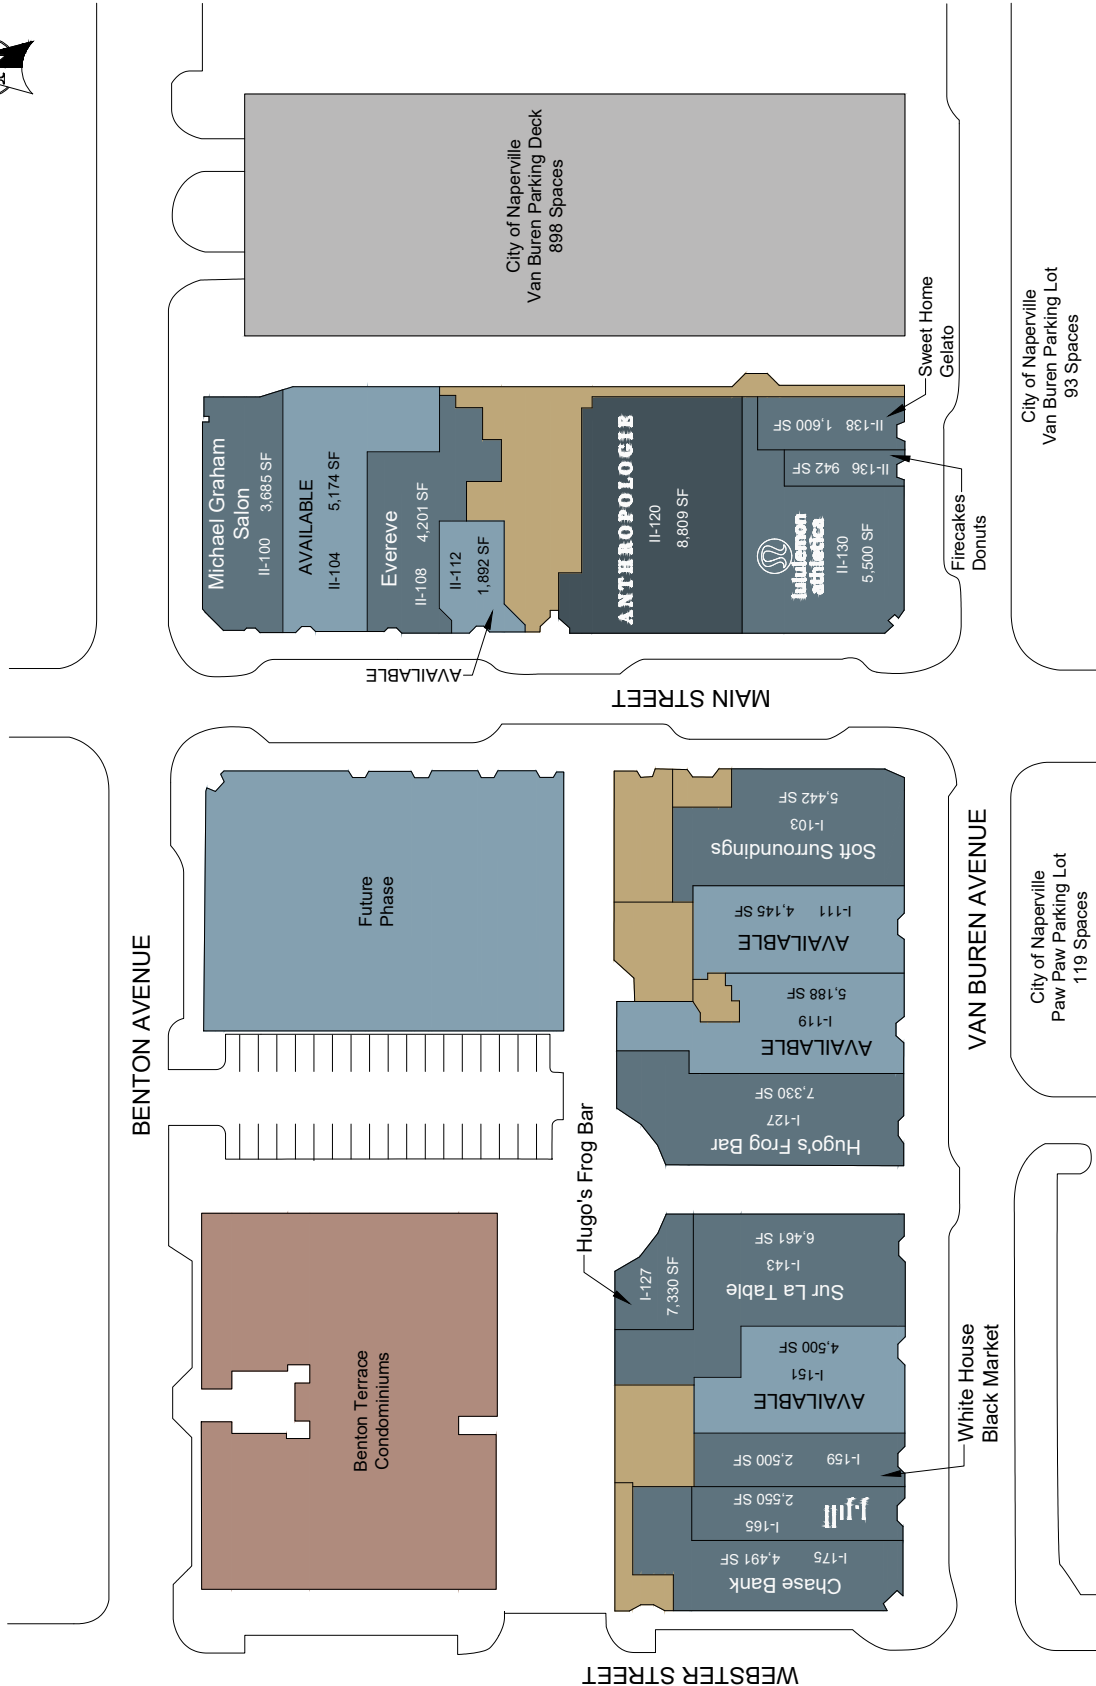 City of Naperville
Van Buren Parking Deck
898 Spaces
Michael Graham
Salon
II-100 3,685 SF
AVAILABLE
II-104 5,174 SF
Evereve
II-108 4,201 SF
II-112
1,892 SF
AVAILABLE
ANTHROPOLOGIE
II-120
8,809 SF
lululemon
athletica
II-130
5,500 SF
II-136 942 SF
II-138 1,600 SF
Sweet Home
Gelato
Firecakes
Donuts
City of Naperville
Van Buren Parking Lot
93 Spaces
MAIN STREET
BENTON AVENUE
Future
Phase
Soft Surroundings
I-103
5,442 SF
AVAILABLE
I-111 4,145 SF
AVAILABLE
I-119
5,188 SF
Hugo's Frog Bar
I-127
7,330 SF
VAN BUREN AVENUE
City of Naperville
Paw Paw Parking Lot
119 Spaces
Hugo's Frog Bar
I-127
7,330 SF
Sur La Table
I-143
6,461 SF
AVAILABLE
I-151
4,500 SF
I-159 2,500 SF
White House
Black Market
j.jill
I-165
2,550 SF
Chase Bank
I-175 4,491 SF
Benton Terrace
Condominiums
WEBSTER STREET